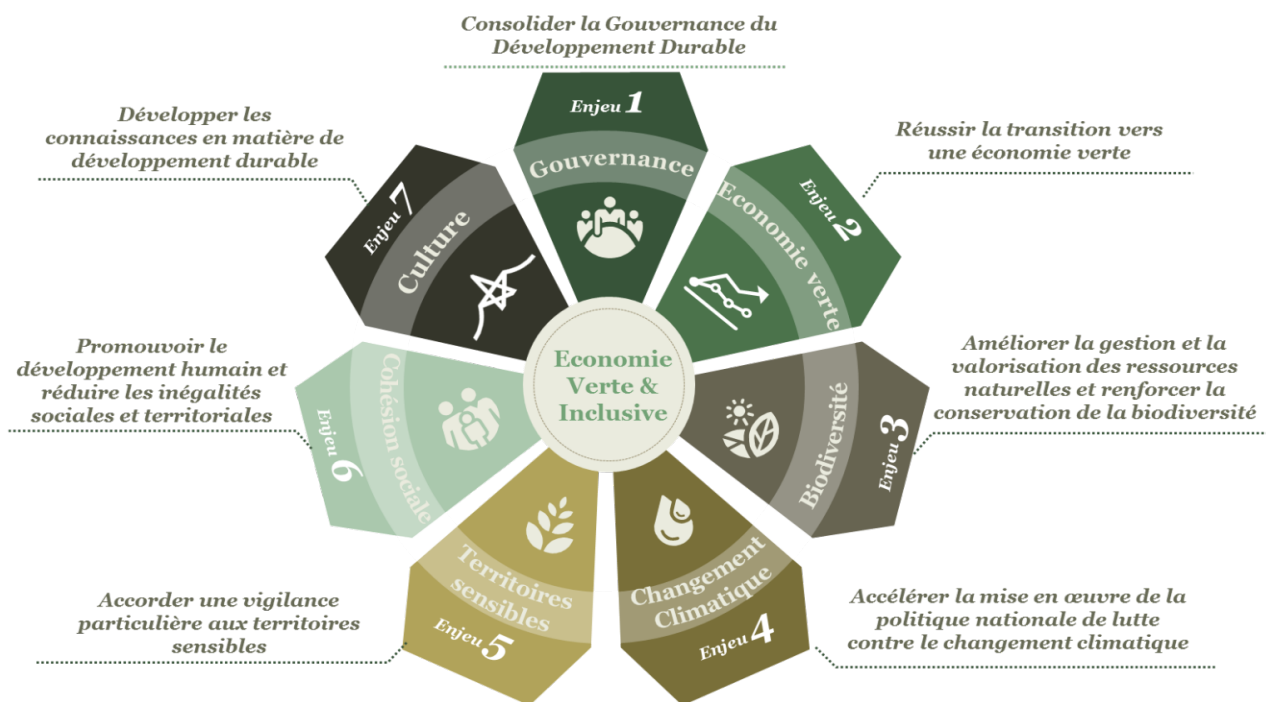 Consolider la Gouvernance du
Développement Durable
Enjeu 1
Gouvernance
Réussir la transition vers
une économie verte
Enjeu 2
Economie verte
Améliorer la gestion et la
valorisation des ressources
naturelles et renforcer la
conservation de la biodiversité
Enjeu 3
Biodiversité
Accélérer la mise en œuvre de la
politique nationale de lutte
contre le changement climatique
Enjeu 4
Changement
Climatique
Accorder une vigilance
particulière aux territoires
sensibles
Enjeu 5
Territoires
sensibles
Promouvoir le
développement humain et
réduire les inégalités
sociales et territoriales
Enjeu 6
Cohésion sociale
Développer les
connaissances en matière de
développement durable
Enjeu 7
Culture
Economie
Verte &
Inclusive